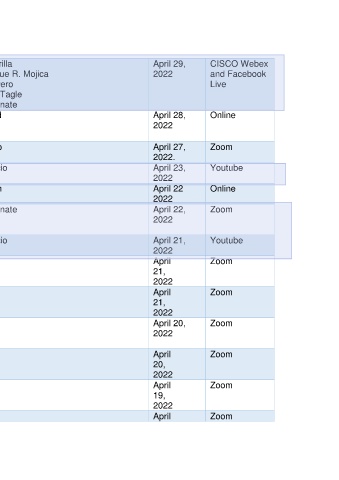 rilla April 29, CISCO Webex
ue R. Mojica 2022 and Facebook
ero Live
Tagle
nate
April 28, Online
2022
April 27, Zoom
2022.
io April 23, Youtube
2022
April 22 Online
2022
nate April 22, Zoom
2022
io April 21, Youtube
2022
April Zoom
21,
2022
April Zoom
21,
2022
April 20, Zoom
2022
April Zoom
20,
2022
April Zoom
19,
2022
April Zoom